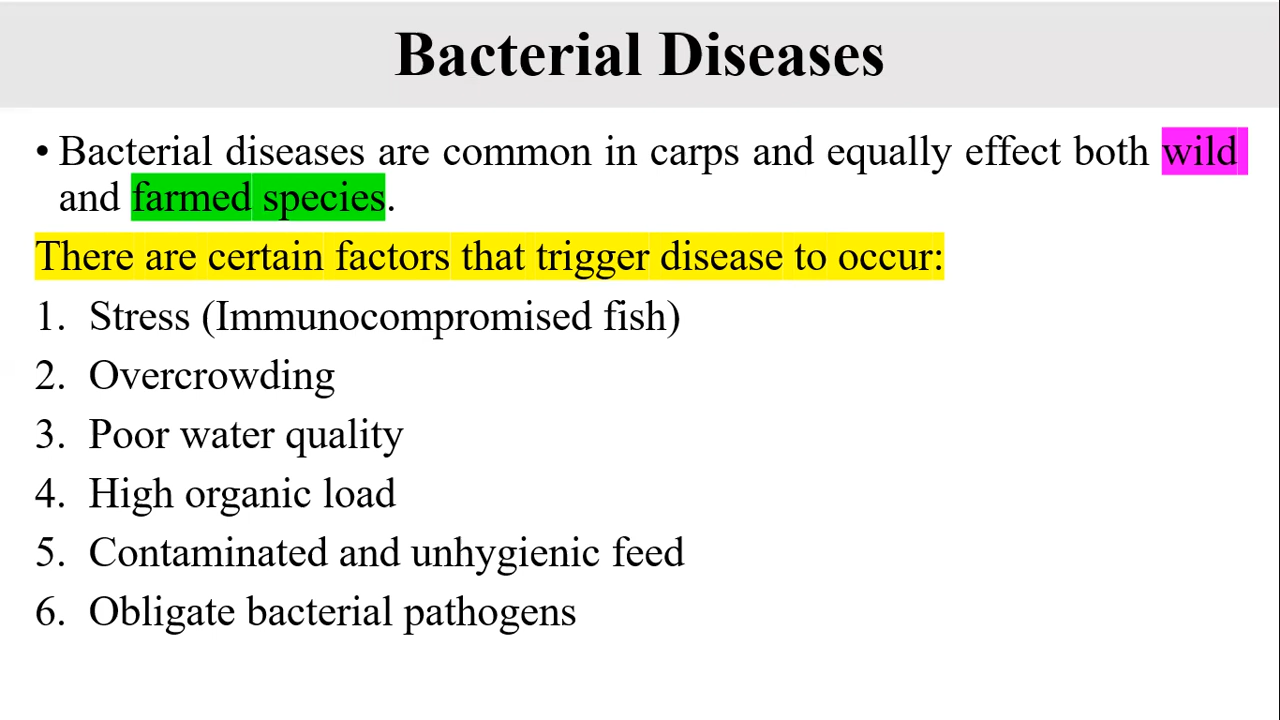 Bacterial Diseases
• Bacterial diseases are common in carps and equally effect both wild
and farmed species.
There are certain factors that trigger disease to occur:
1. Stress (Immunocompromised fish)
2. Overcrowding
3. Poor water quality
4. High organic load
5. Contaminated and unhygienic feed
6. Obligate bacterial pathogens